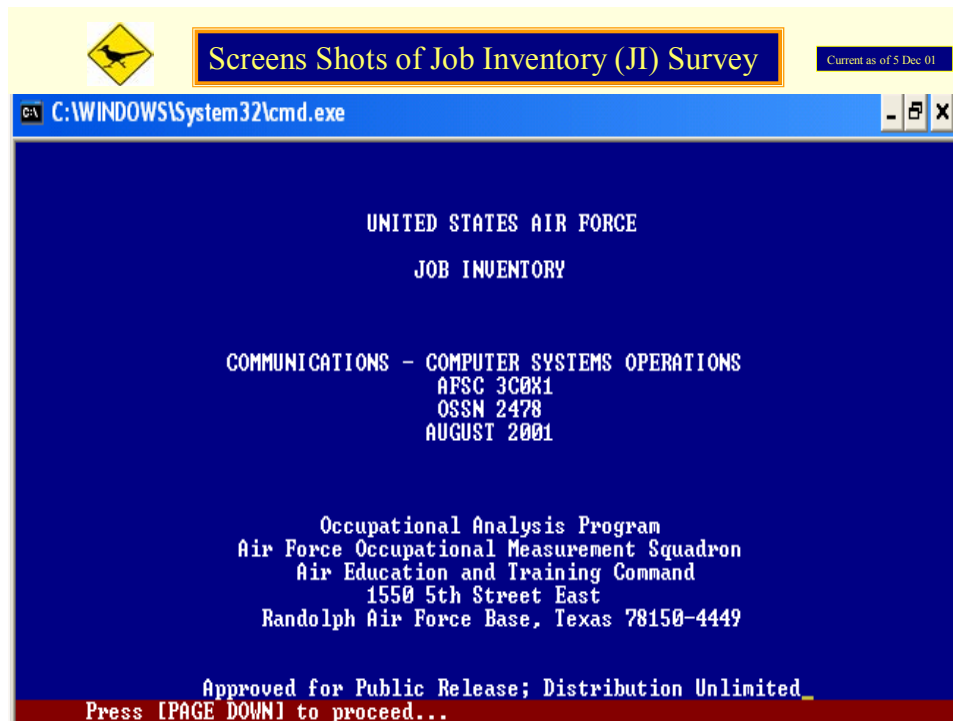 Screens Shots of Job Inventory (JI) Survey
Current as of 5 Dec 01
C:\WINDOWS\System32\cmd.exe
UNITED STATES AIR FORCE
JOB INVENTORY
COMMUNICATIONS - COMPUTER SYSTEMS OPERATIONS
AFSC 3C0X1
OSSN 2478
AUGUST 2001
Occupational Analysis Program
Air Force Occupational Measurement Squadron
Air Education and Training Command
1550 5th Street East
Randolph Air Force Base, Texas 78150-4449
Approved for Public Release; Distribution Unlimited_
Press [PAGE DOWN] to proceed...